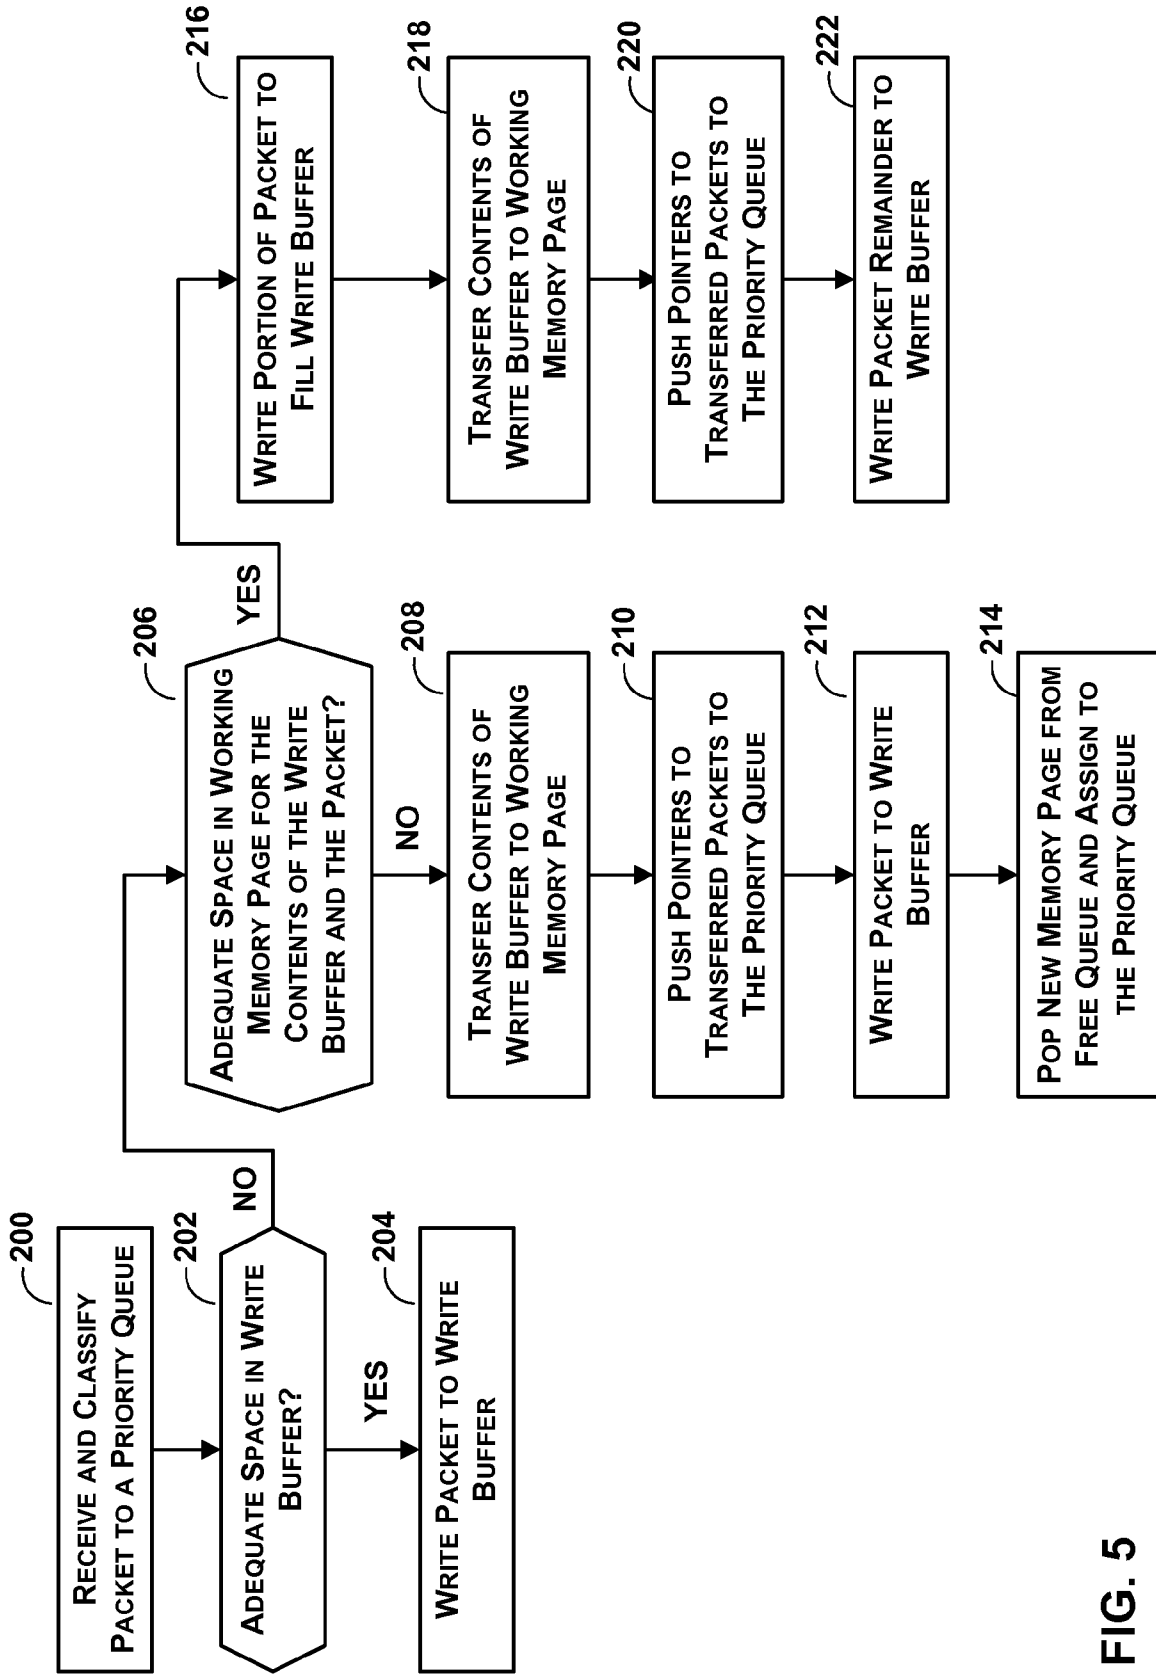 200
RECEIVE AND CLASSIFY
PACKET TO A PRIORITY QUEUE
202
ADEQUATE SPACE IN WRITE
BUFFER?
NO
YES
204
WRITE PACKET TO WRITE
BUFFER
206
ADEQUATE SPACE IN WORKING
MEMORY PAGE FOR THE
CONTENTS OF THE WRITE
BUFFER AND THE PACKET?
YES
NO
208
TRANSFER CONTENTS OF
WRITE BUFFER TO WORKING
MEMORY PAGE
210
PUSH POINTERS TO
TRANSFERRED PACKETS TO
THE PRIORITY QUEUE
212
WRITE PACKET TO WRITE
BUFFER
214
POP NEW MEMORY PAGE FROM
FREE QUEUE AND ASSIGN TO
THE PRIORITY QUEUE
216
WRITE PORTION OF PACKET TO
FILL WRITE BUFFER
218
TRANSFER CONTENTS OF
WRITE BUFFER TO WORKING
MEMORY PAGE
220
PUSH POINTERS TO
TRANSFERRED PACKETS TO
THE PRIORITY QUEUE
222
WRITE PACKET REMAINDER TO
WRITE BUFFER
FIG. 5